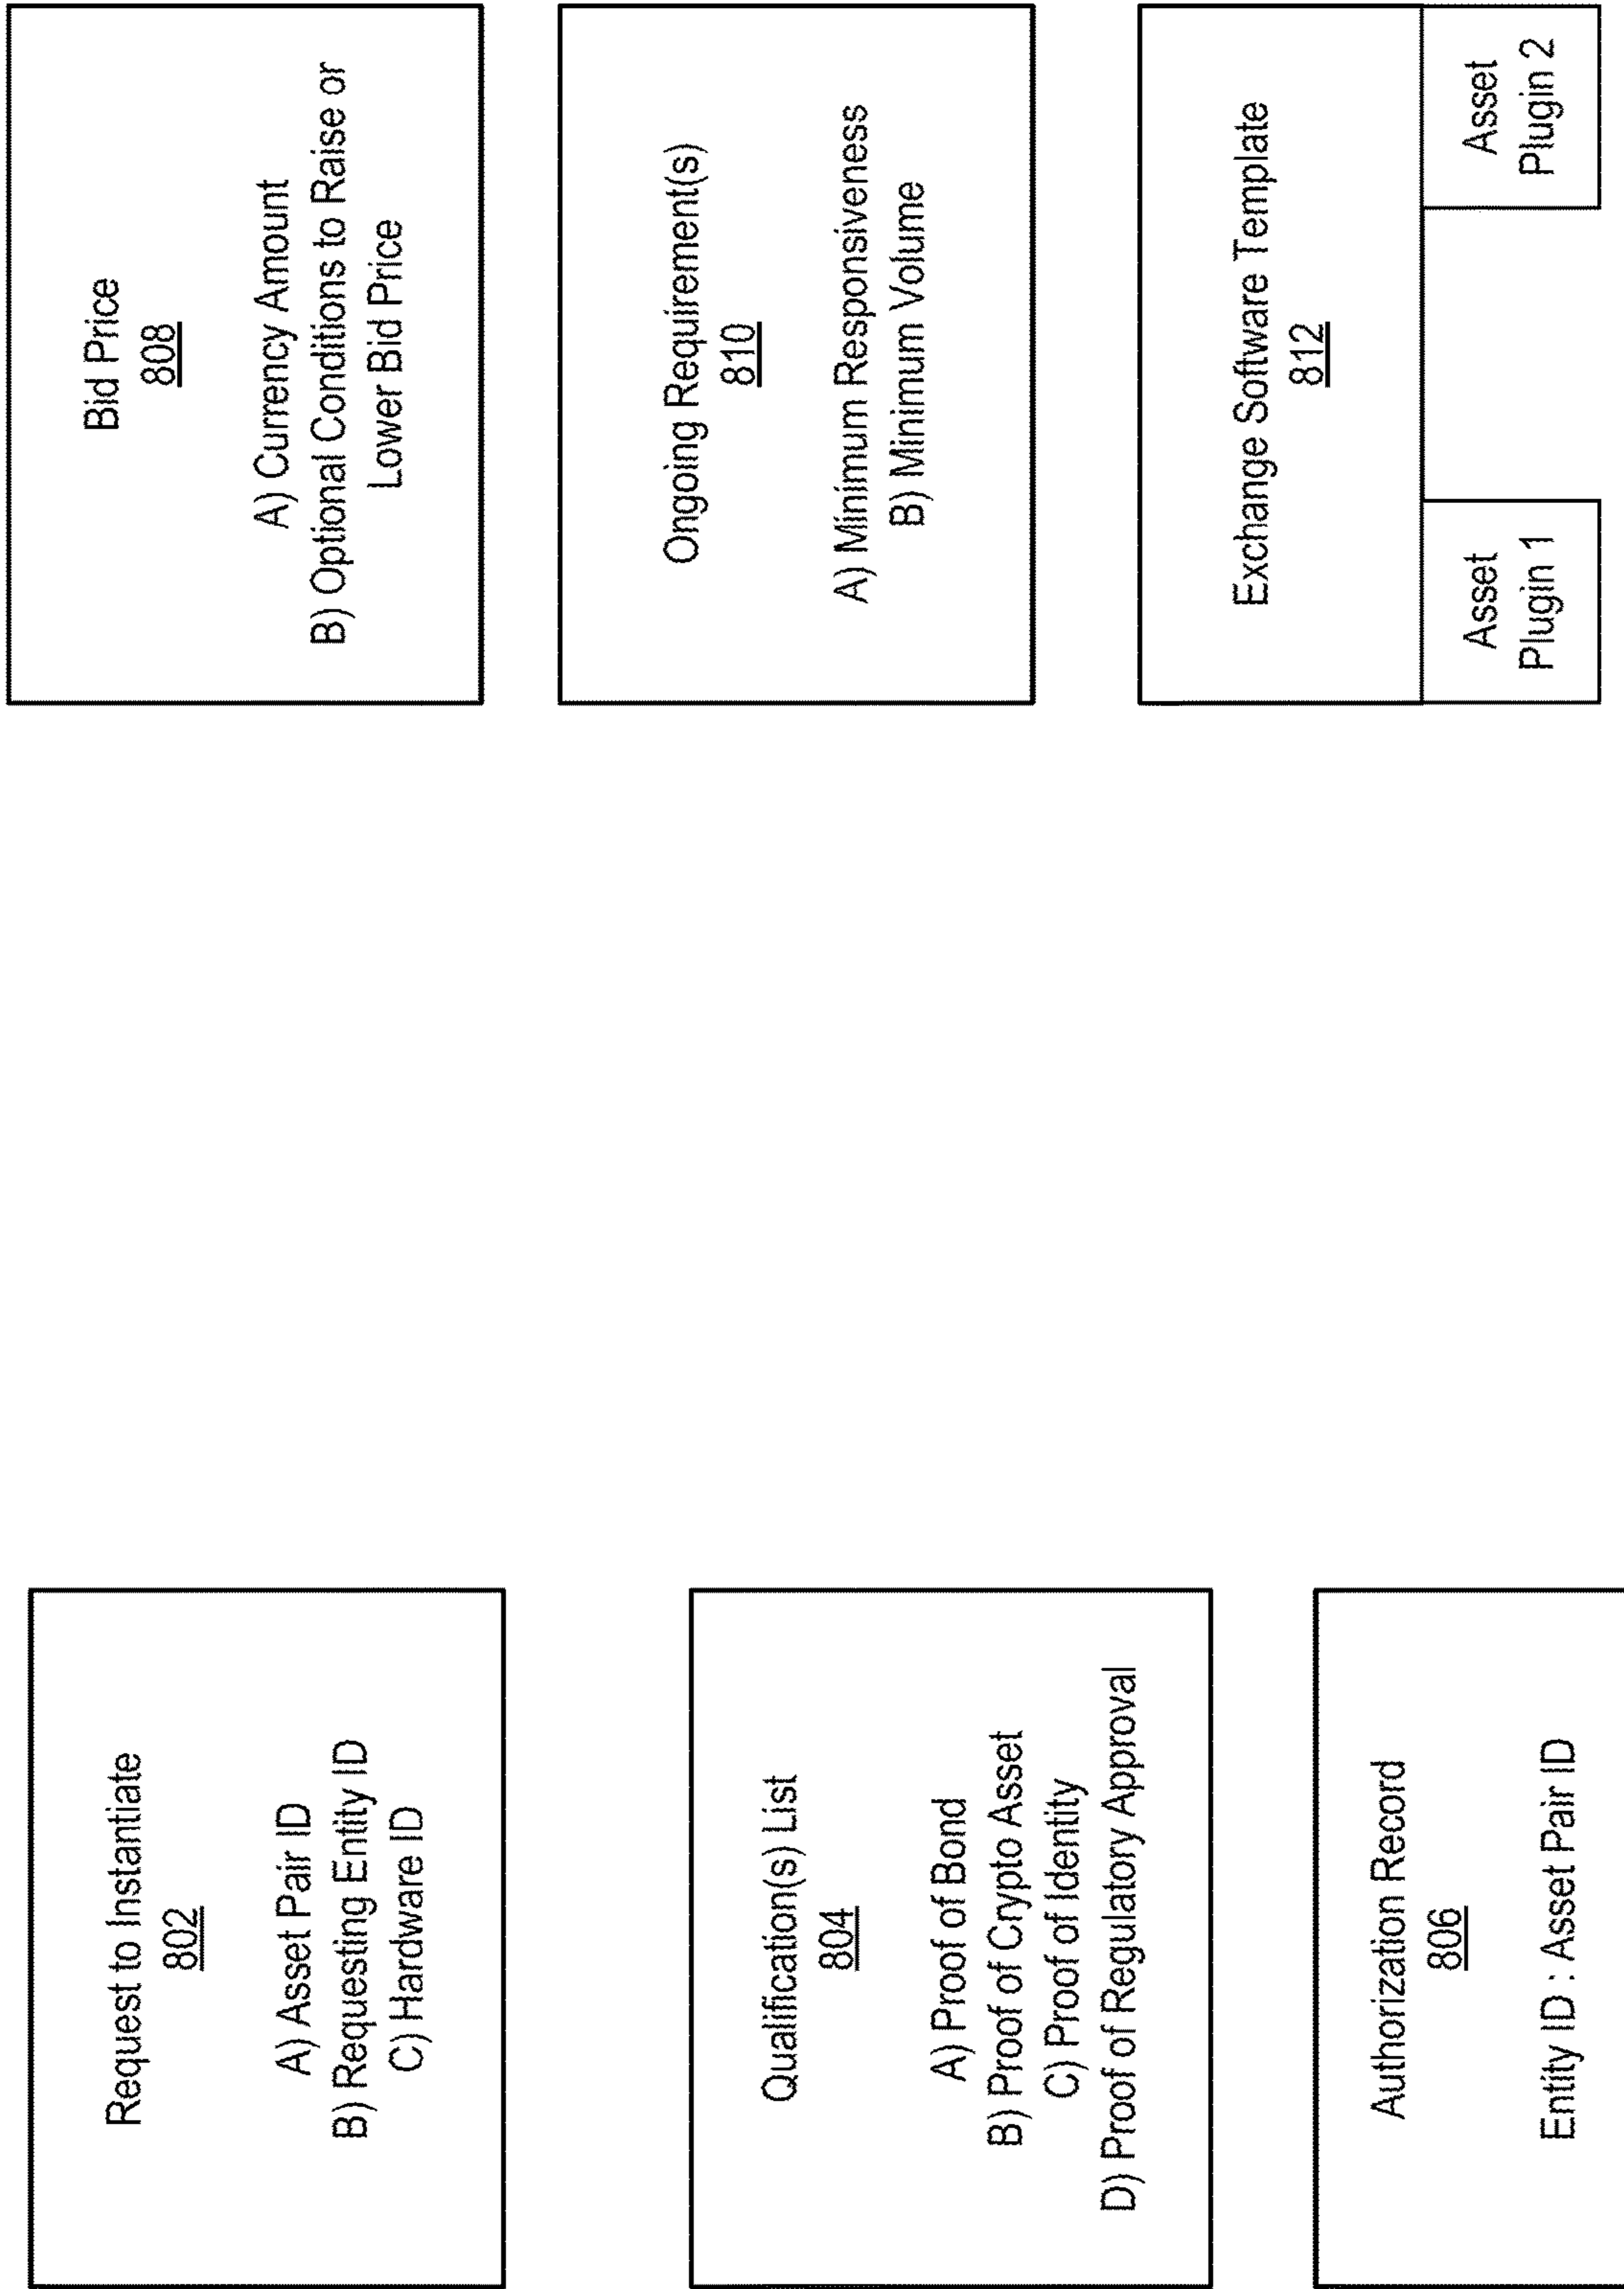 Request to Instantiate
802
A) Asset Pair ID
B) Requesting Entity ID
C) Hardware ID
Qualification(s) List
804
A) Proof of Bond
B) Proof of Crypto Asset
C) Proof of Identity
D) Proof of Regulatory Approval
Authorization Record
806
Entity ID : Asset Pair ID
Bid Price
808
A) Currency Amount
B) Optional Conditions to Raise or
Lower Bid Price
Ongoing Requirement(s)
810
A) Minimum Responsiveness
B) Minimum Volume
Exchange Software Template
812
Asset
Plugin 1
Asset
Plugin 2